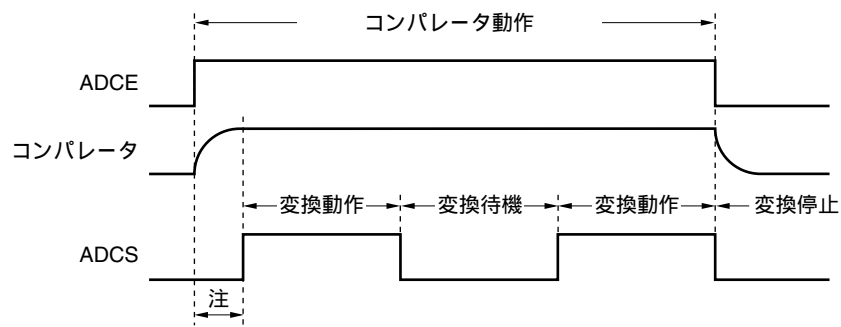 コンパレータ動作
ADCE
コンパレータ
変換動作 変換待機 変換動作 変換停止
ADCS
注